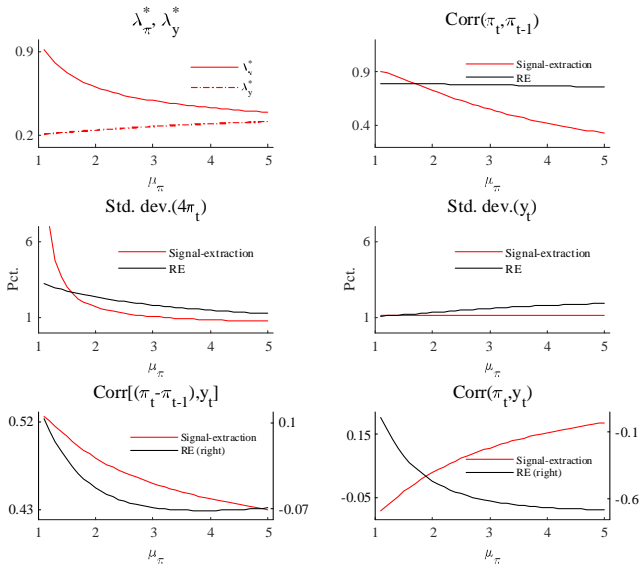 λ*π, λ*y
0.9
0.2
λ*y
λ*y
1 2 3 4 5
μπ
Corr(πt,πt-1)
0.9
0.4
Signal-extraction
RE
1 2 3 4 5
μπ
Std. dev.(4πt)
Pct.
6
1
Signal-extraction
RE
1 2 3 4 5
μπ
Std. dev.(yt)
6
1
Signal-extraction
RE
1 2 3 4 5
μπ
Corr[(πt-πt-1),yt]
0.52
0.43
0.1
-0.07
Signal-extraction
RE (right)
1 2 3 4 5
μπ
Corr(πt,yt)
0.15
-0.05
-0.1
-0.6
Signal-extraction
RE (right)
1 2 3 4 5
μπ